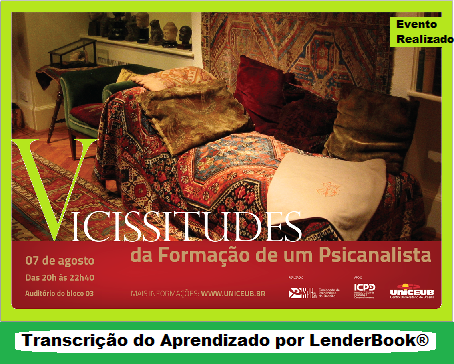 Evento
Realizado
VICISSITUDES
da Formação de um Psicanalista
07 de agosto
Das 20h às 22h40
Auditório do bloco 03
MAIS INFORMAÇÕES: WWW.UNICEUB.BR
ICPD
UNICEUB
Transcrição do Aprendizado por LenderBook®